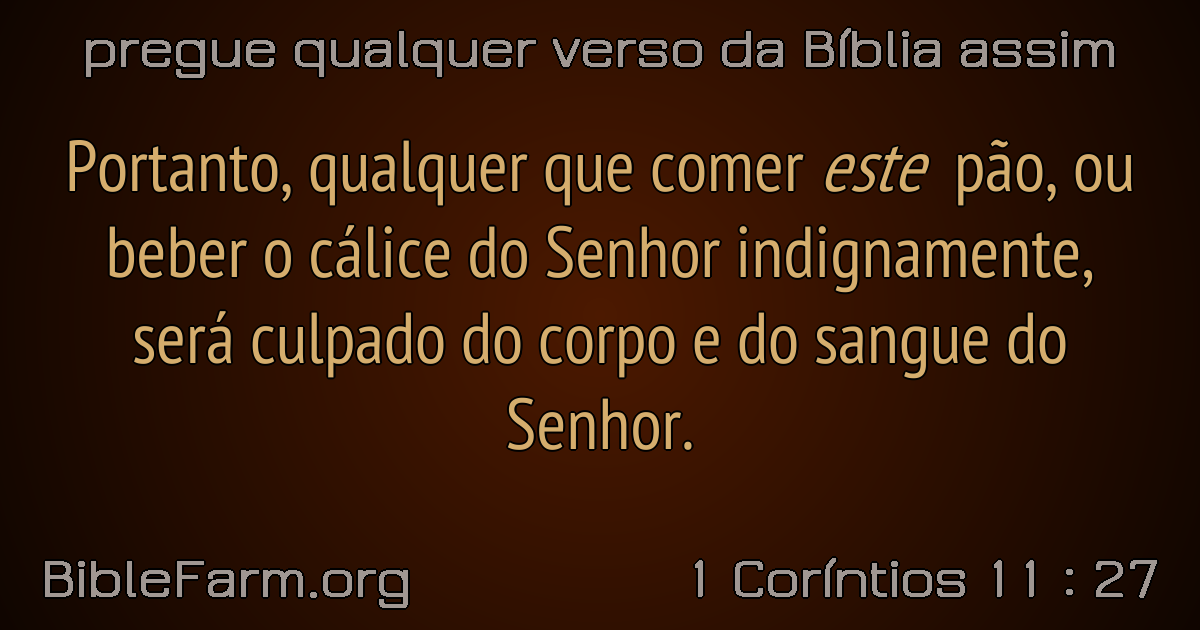 pregue qualquer verso da Bíblia assim
Portanto, qualquer que comer este pão, ou
beber o cálice do Senhor indignamente,
será culpado do corpo e do sangue do
Senhor.
BibleFarm.org
1 Coríntios 11 : 27